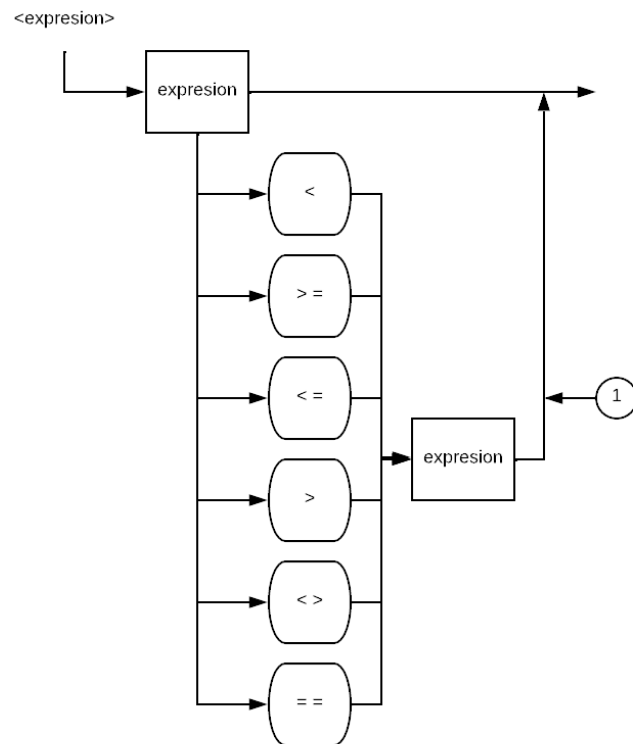 <expresion>
expresion
<
> =
< =
1
expresion
>
< >
= =